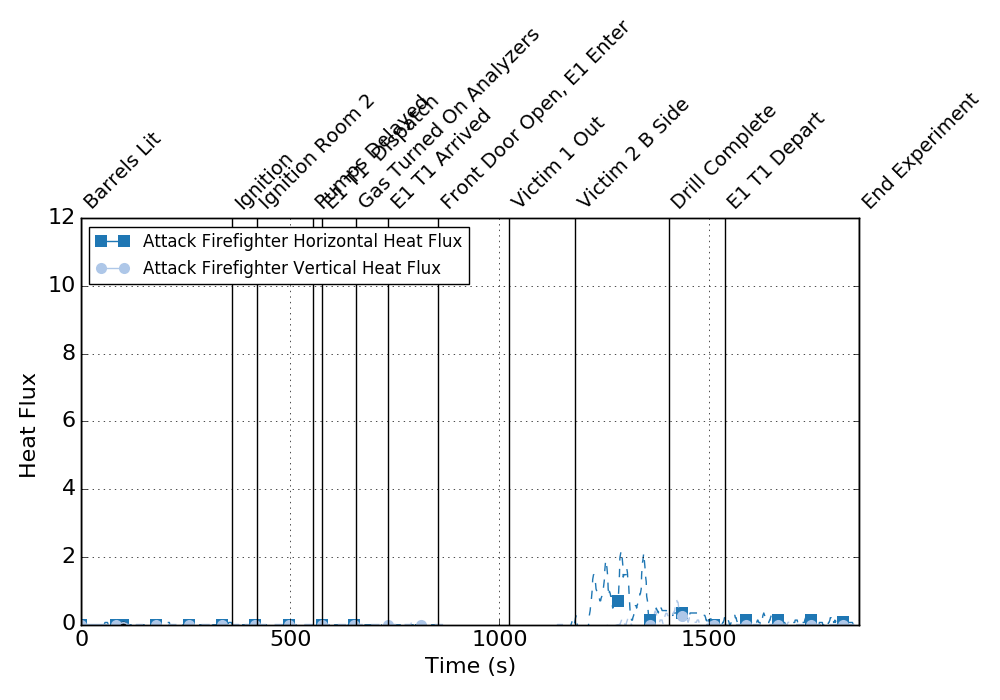 Barrels Lit
Ignition
Ignition Room 2
Pumps Delayed
E1 T1 Dispatch
Gas Turned On Analyzers
E1 T1 Arrived
Front Door Open, E1 Enter
Victim 1 Out
Victim 2 B Side
Drill Complete
E1 T1 Depart
End Experiment
12
10
8
6
4
2
0
Heat Flux
Attack Firefighter Horizontal Heat Flux
Attack Firefighter Vertical Heat Flux
0
500
1000
1500
Time (s)